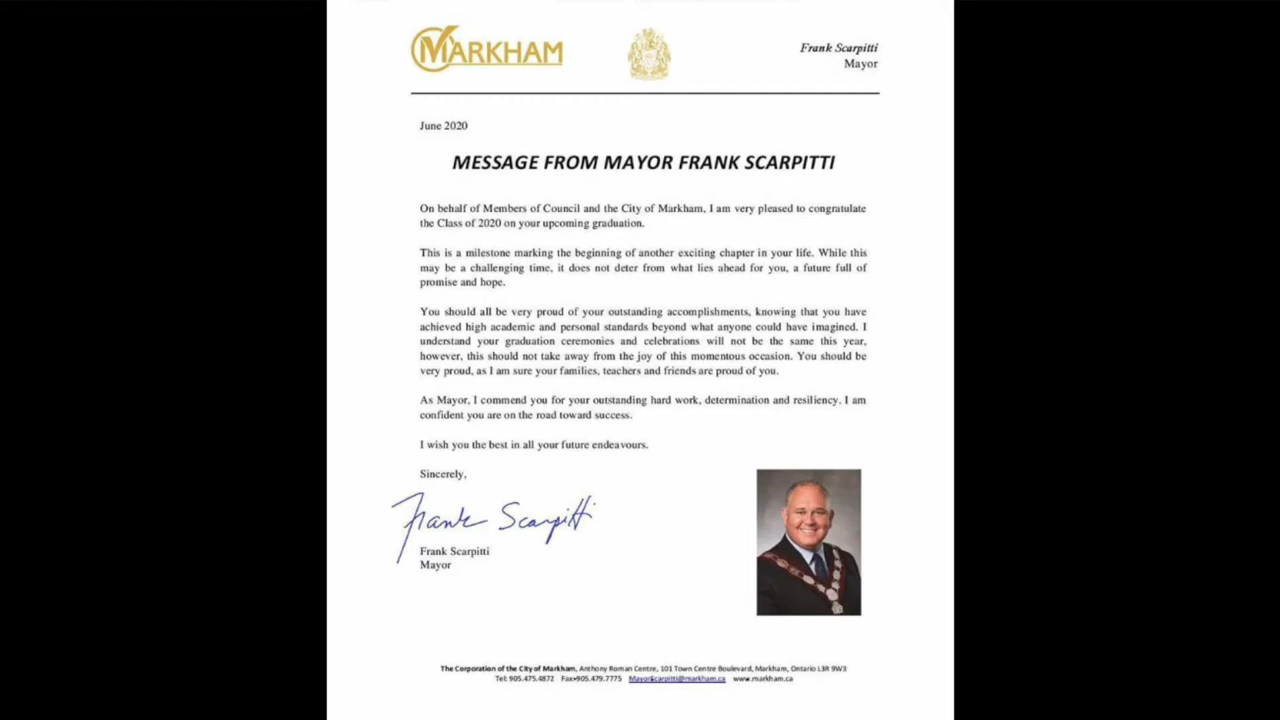 MARKHAM
Frank Scarpitti
Mayor
June 2020
MESSAGE FROM MAYOR FRANK SCARPITTI
On behalf of Members of Council and the City of Markham, I am very pleased to congratulate
the Class of 2020 on your upcoming graduation.
This is a milestone marking the beginning of another exciting chapter in your life. While this
may be a challenging time, it does not deter from what lies ahead for you, a future full of
promise and hope.
You should all be very proud of your outstanding accomplishments, knowing that you have
achieved high academic and personal standards beyond what anyone could have imagined. I
understand your graduation ceremonies and celebrations will not be the same this year,
however, this should not take away from the joy of this momentous occasion. You should be
very proud, as I am sure your families, teachers and friends are proud of you.
As Mayor, I commend you for your outstanding hard work, determination and resiliency. I am
confident you are on the road toward success.
I wish you the best in all your future endeavours.
Sincerely,
Frank Scarpitti
Frank Scarpitti
Mayor
The Corporation of the City of Markham, Anthony Roman Centre, 101 Town Centre Boulevard, Markham, Ontario L3R 9W3
Tel: 905.475.4872 Fax•905.479.7775 MayorScarpitti@markham.ca www.markham.ca